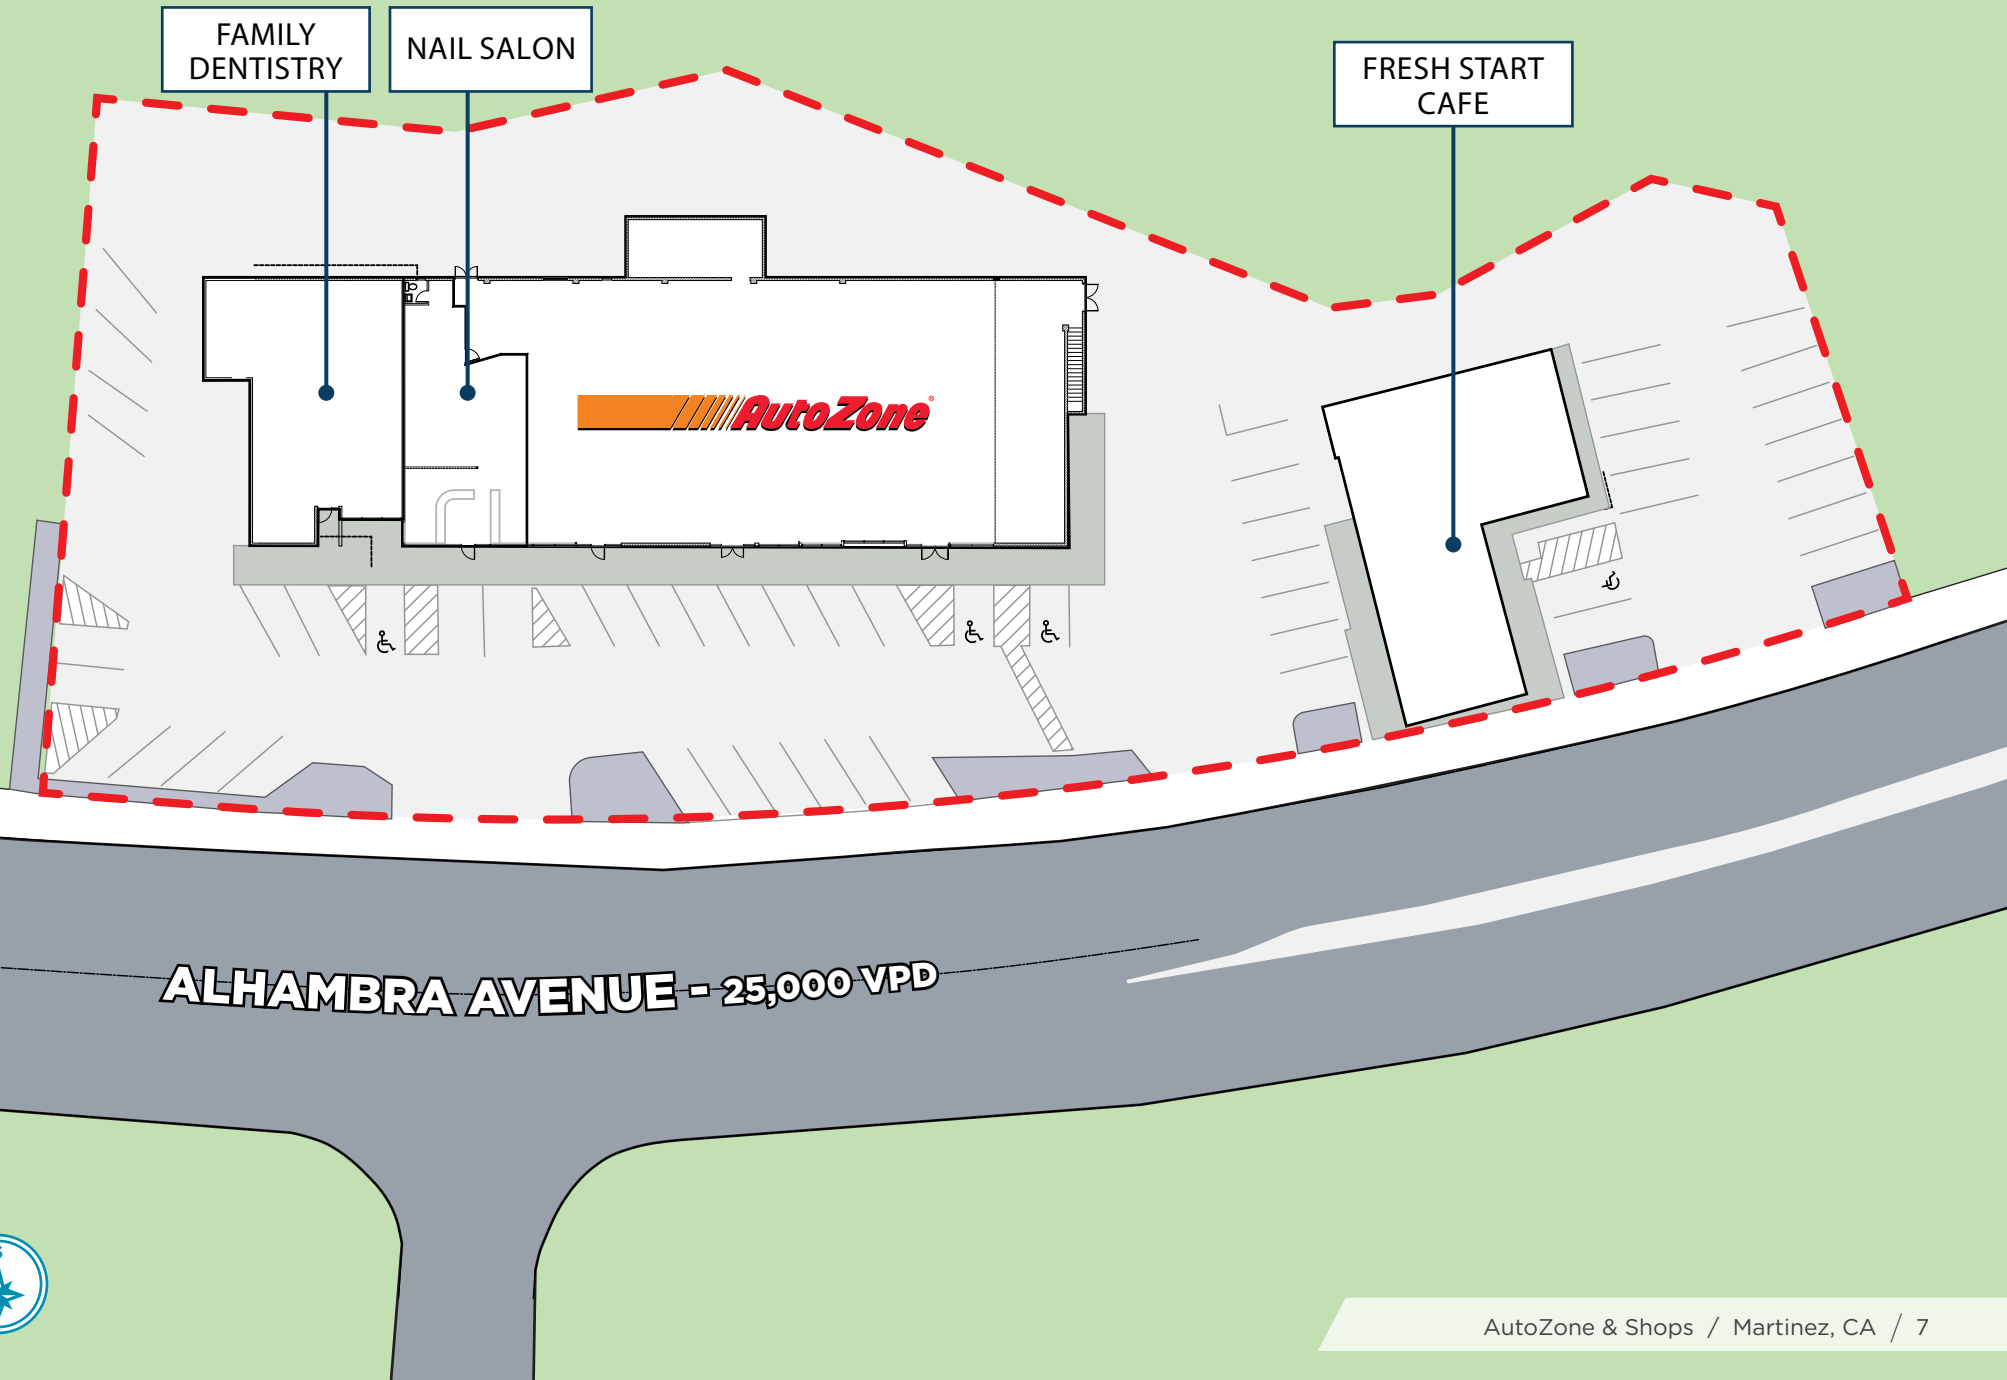 FAMILY
DENTISTRY
NAIL SALON
FRESH START
CAFE
AutoZone®
ALHAMBRA AVENUE - 25,000 VPD
AutoZone & Shops / Martinez, CA / 7